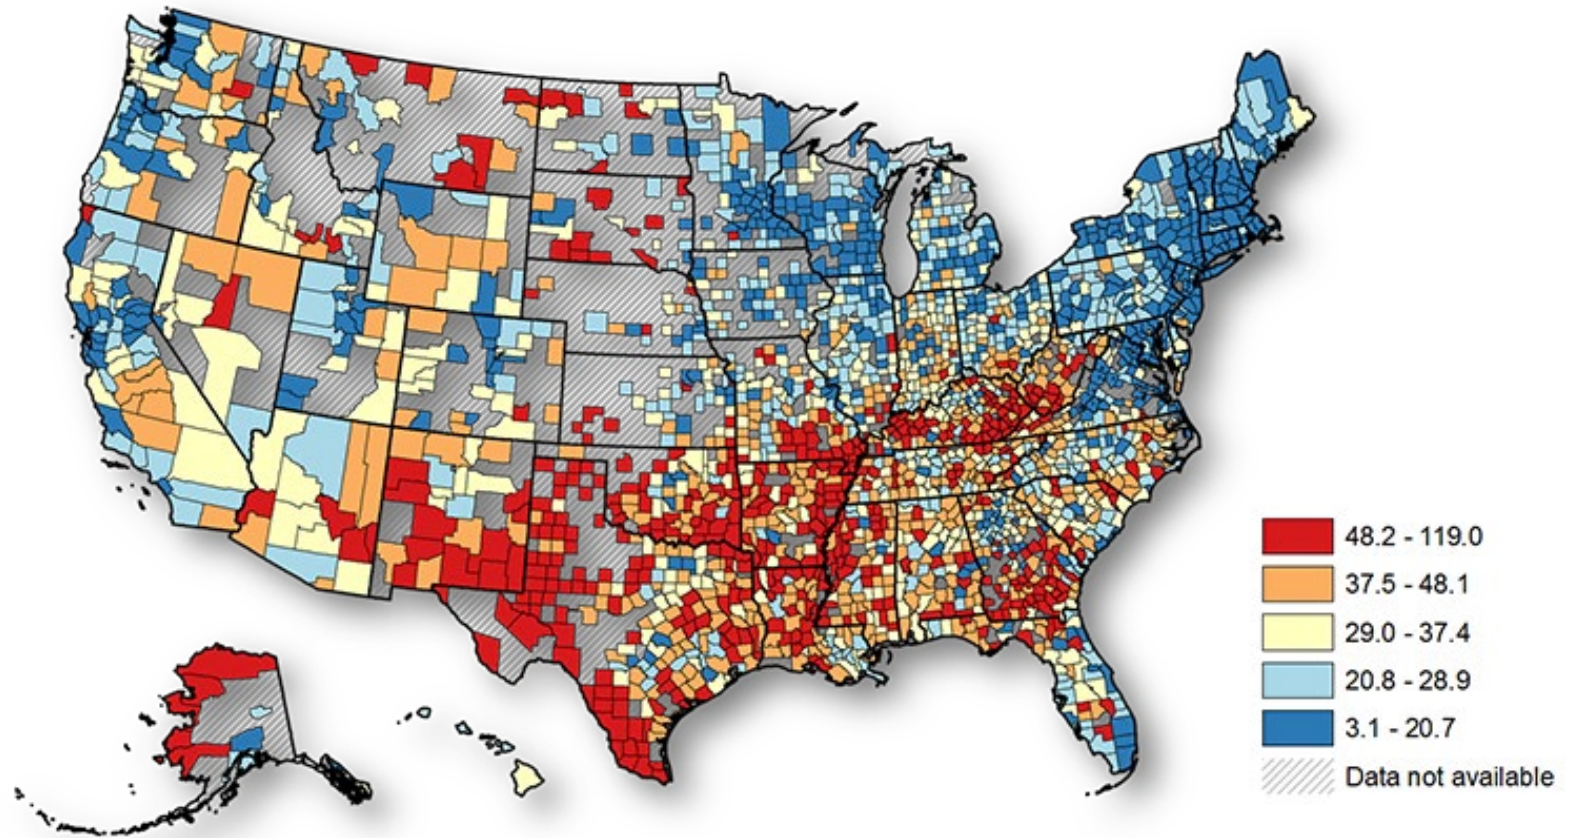 48.2 - 119.0
37.5 - 48.1
29.0 - 37.4
20.8 - 28.9
3.1 - 20.7
Data not available